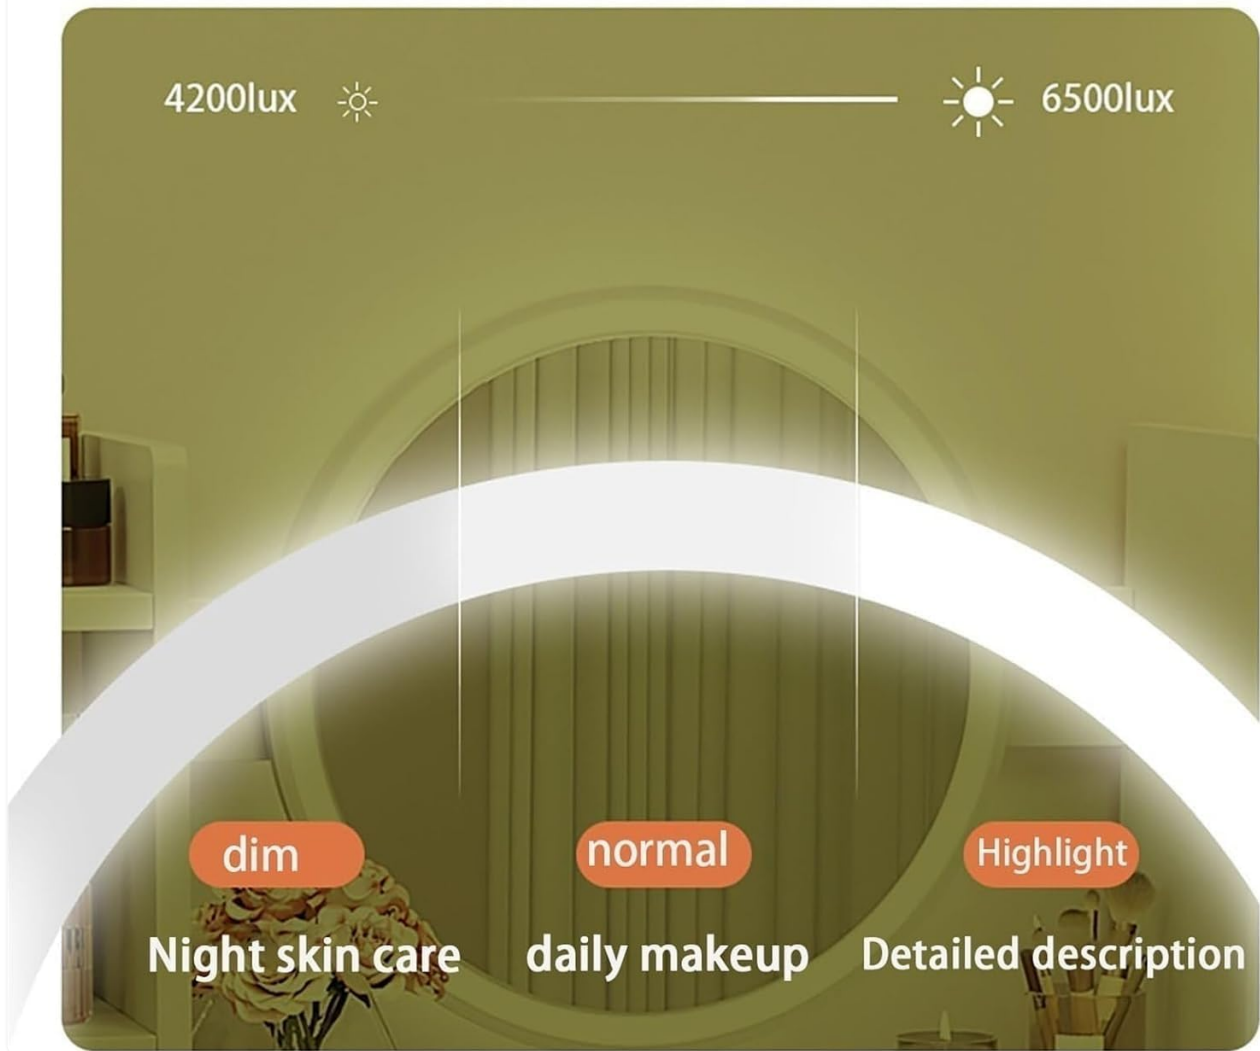 4200lux
6500lux
dim
normal
Highlight
Night skin care
daily makeup
Detailed description